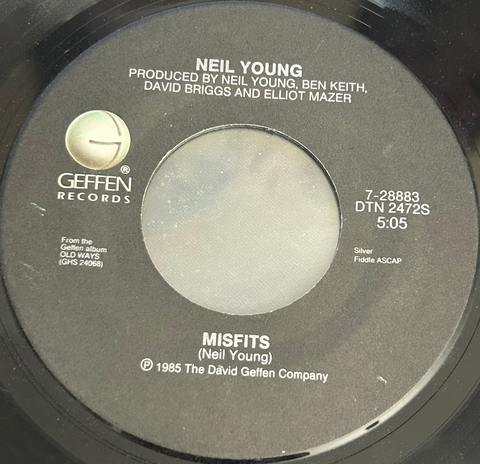 NEIL YOUNG
PRODUCED BY NEIL YOUNG, BEN KEITH,
DAVID BRIGGS AND ELLIOT MAZER
G
®
GEFFEN
RECORDS
7-28883
DTN 2472S
5:05
From the
Geffen album
OLD WAYS
(GHS 24068)
Silver
Fiddle ASCAP
MISFITS
(Neil Young)
℗ 1985 The David Geffen Company